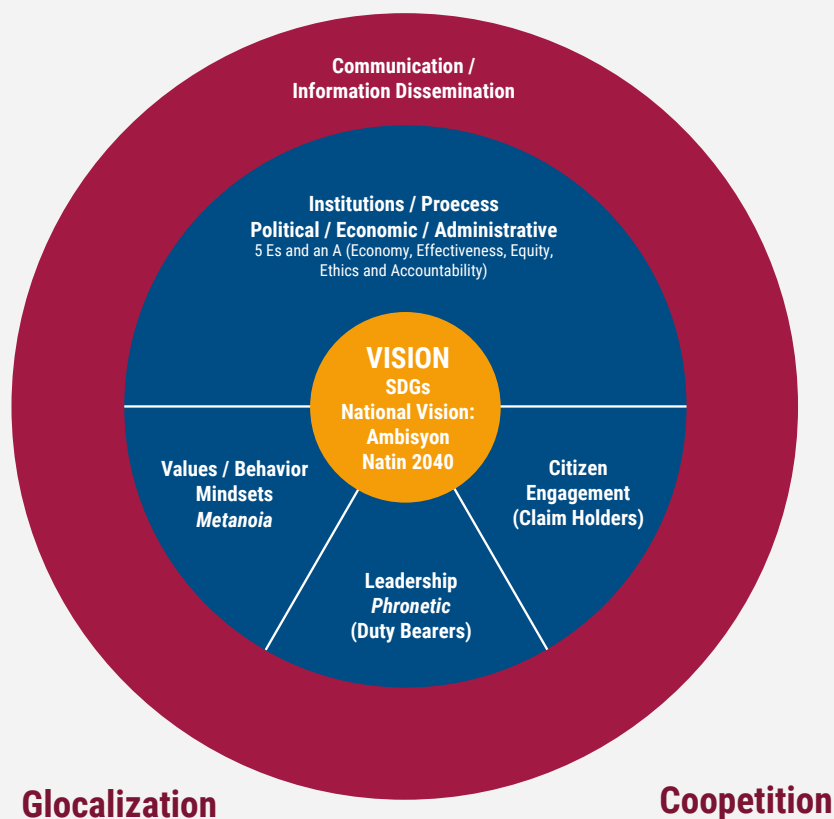 Communication /
Information Dissemination
Institutions / Proecess
Political / Economic / Administrative
5 Es and an A (Economy, Effectiveness, Equity,
Ethics and Accountability)
VISION
SDGs
National Vision:
Ambisyon
Natin 2040
Values / Behavior
Mindsets
Metanoia
Citizen
Engagement
(Claim Holders)
Leadership
Phronetic
(Duty Bearers)
Glocalization
Coopetition